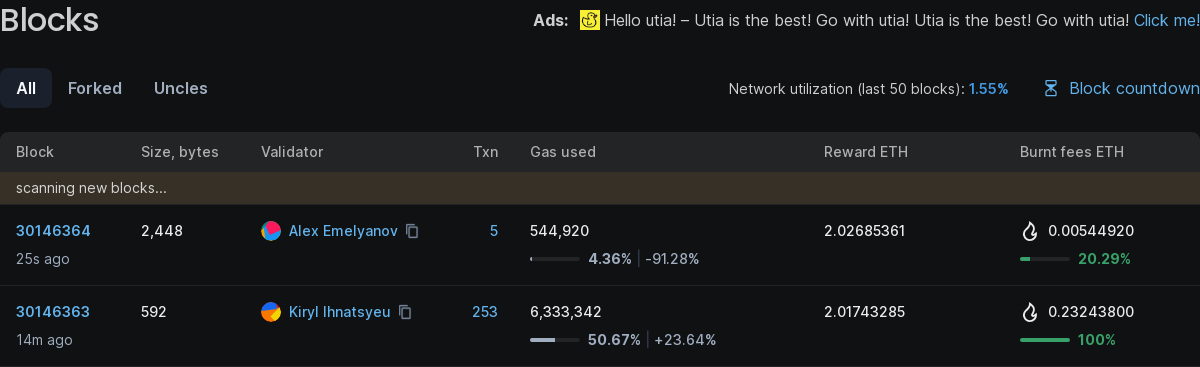 Blocks
Ads: Hello utia! – Utia is the best! Go with utia! Utia is the best! Go with utia! Click me!
All Forked Uncles Network utilization (last 50 blocks): 1.55% Block countdown
Block Size, bytes Validator Txn Gas used Reward ETH Burnt fees ETH
scanning new blocks...
30146364 2,448 Alex Emelyanov 5 544,920 2.02685361 0.00544920
25s ago 4.36% | -91.28% 20.29%
30146363 592 Kiryl Ihnatsyeu 253 6,333,342 2.01743285 0.23243800
14m ago 50.67% | +23.64% 100%